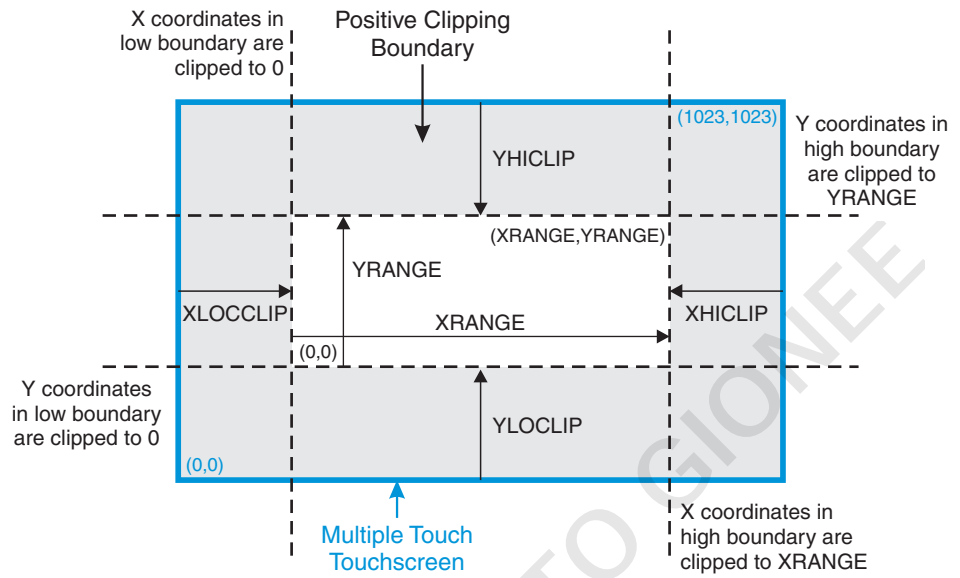 X coordinates in
low boundary are
clipped to 0
Positive Clipping
Boundary
(1023,1023)
Y coordinates in
high boundary
are clipped to
YRANGE
YHICLIP
(XRANGE,YRANGE)
YRANGE
XLOCCLIP
XRANGE
XHICLIP
(0,0)
Y coordinates
in low boundary
are clipped to 0
YLOCLIP
(0,0)
Multiple Touch
Touchscreen
X coordinates in
high boundary are
clipped to XRANGE
TO GIONEE